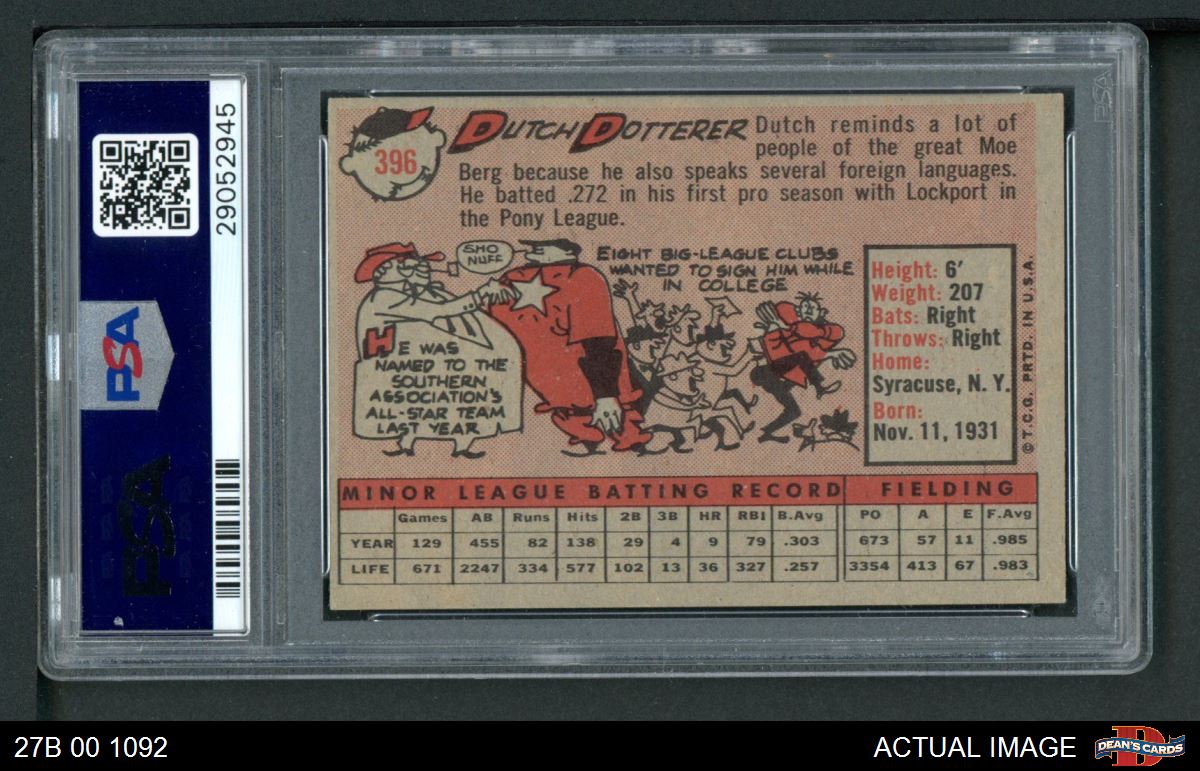 29052945
PSA
PSA
PSA
396
DUTCH DOTTERER
Dutch reminds a lot of
people of the great Moe
Berg because he also speaks several foreign languages.
He batted .272 in his first pro season with Lockport in
the Pony League.
SHO
NUFF
EIGHT BIG-LEAGUE CLUBS
WANTED TO SIGN HIM WHILE
IN COLLEGE
HE WAS
NAMED TO THE
SOUTHERN
ASSOCIATION'S
ALL-STAR TEAM
LAST YEAR
Height: 6'
Weight: 207
Bats: Right
Throws: Right
Home:
Syracuse, N. Y.
Born:
Nov. 11, 1931
© T.C.G. PRTD. IN U.S.A.
MINOR LEAGUE BATTING RECORD FIELDING
Games AB Runs Hits 2B 3B HR RBI B.Avg PO A E F.Avg
YEAR 129 455 82 138 29 4 9 79 .303 673 57 11 .985
LIFE 671 2247 334 577 102 13 36 327 .257 3354 413 67 .983
27B 00 1092
ACTUAL IMAGE
DEAN'S CARDS